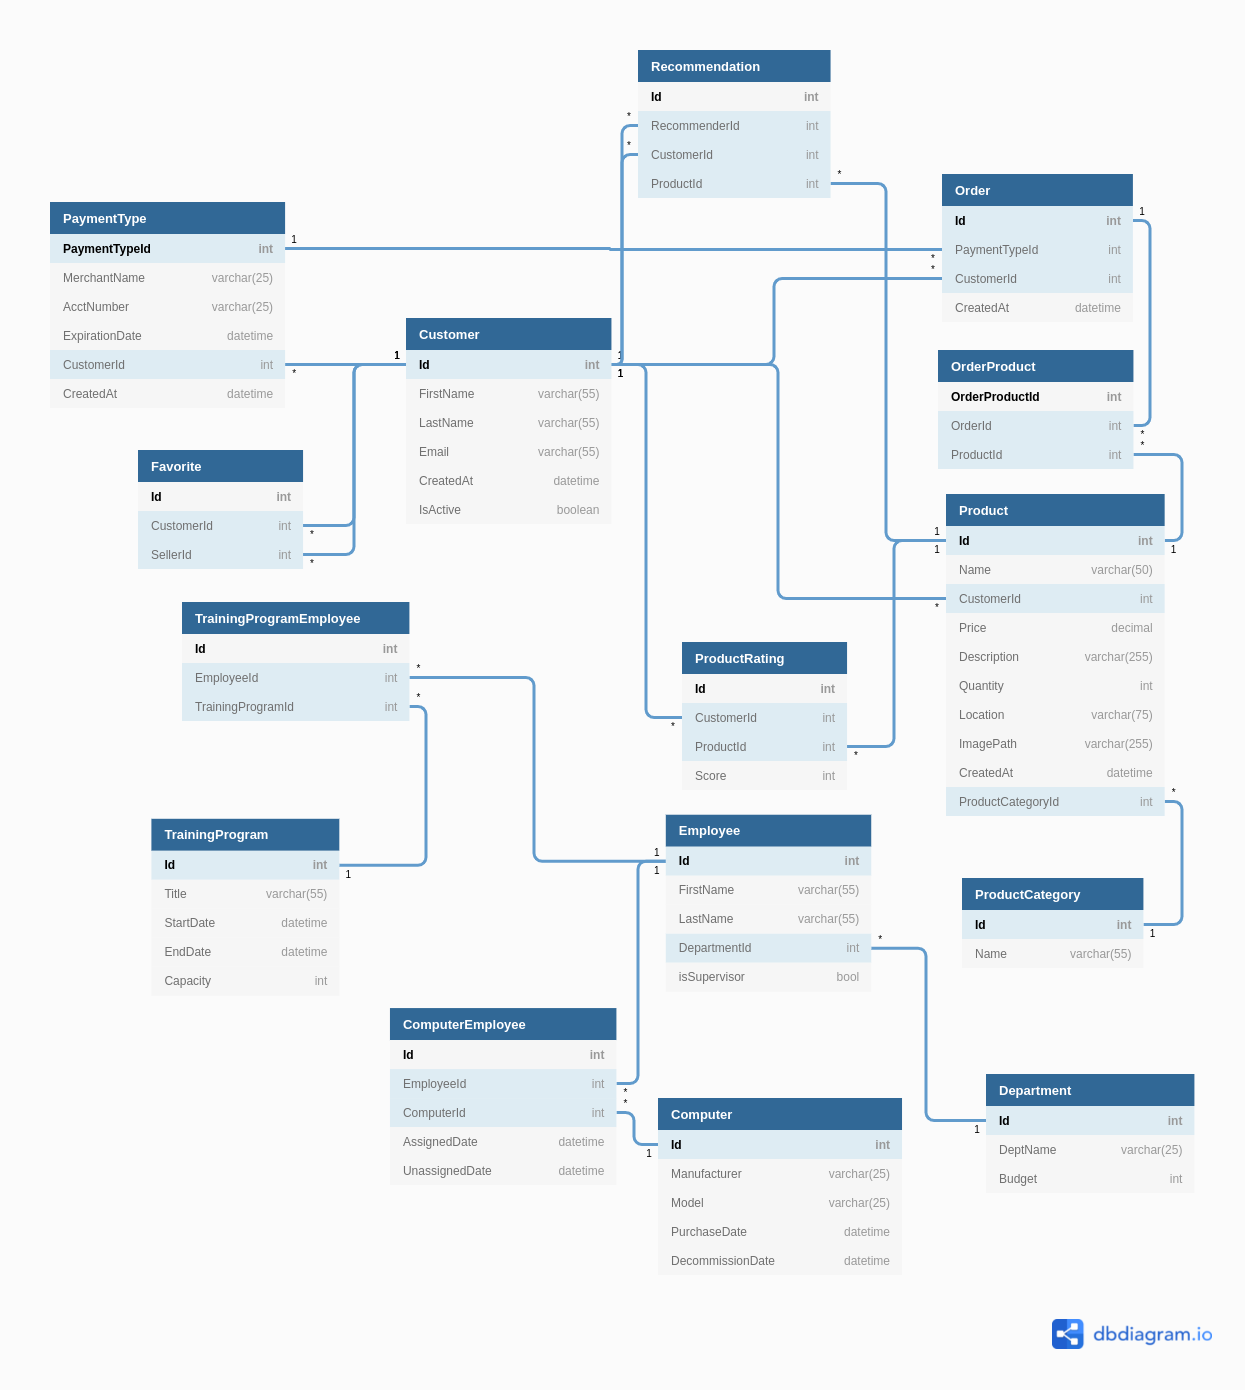 Recommendation
Id int
* RecommenderId int
* CustomerId int
ProductId int *
Order
Id int 1
PaymentTypeId int
* CustomerId int
* CreatedAt datetime
PaymentType
PaymentTypeId int 1
MerchantName varchar(25)
AcctNumber varchar(25)
ExpirationDate datetime
CustomerId int *
CreatedAt datetime
Customer
1 Id int 1
1
FirstName varchar(55)
LastName varchar(55)
Email varchar(55)
CreatedAt datetime
IsActive boolean
OrderProduct
OrderProductId int
OrderId int *
ProductId int *
Favorite
Id int
CustomerId int *
SellerId int *
Product
1 Id int 1
1
Name varchar(50)
* CustomerId int
Price decimal
Description varchar(255)
Quantity int
Location varchar(75)
ImagePath varchar(255)
CreatedAt datetime
ProductCategoryId int *
TrainingProgramEmployee
Id int
EmployeeId int *
TrainingProgramId int *
ProductRating
Id int
* CustomerId int
ProductId int *
Score int
TrainingProgram
Id int 1
Title varchar(55)
StartDate datetime
EndDate datetime
Capacity int
Employee
1 Id int
1
FirstName varchar(55)
LastName varchar(55)
DepartmentId int *
isSupervisor bool
ProductCategory
Id int 1
Name varchar(55)
ComputerEmployee
Id int
EmployeeId int *
ComputerId int *
AssignedDate datetime
UnassignedDate datetime
Computer
1 Id int
Manufacturer varchar(25)
Model varchar(25)
PurchaseDate datetime
DecommissionDate datetime
Department
1 Id int
DeptName varchar(25)
Budget int
dbdiagram.io